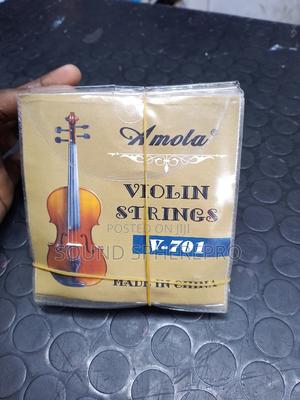 Amola®
VIOLIN
STRINGS
POSTED ON JIJI
V-701
SOUND SPHEREPRO
MADE IN CHINA